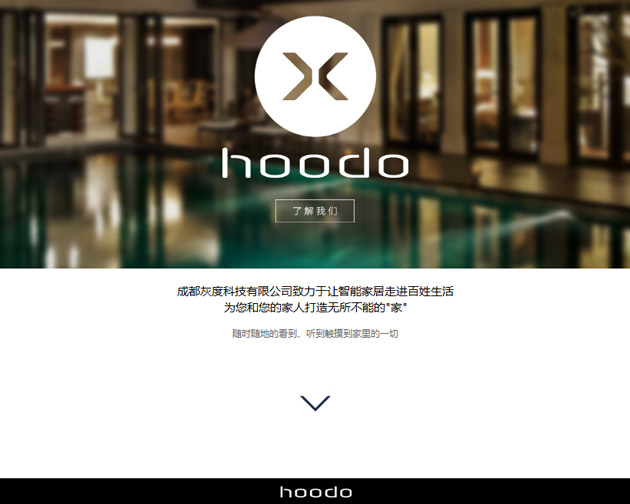 hoodo
了解我们
成都灰度科技有限公司致力于让智能家居走进百姓生活
为您和您的家人打造无所不能的"家"
随时随地的看到、听到触摸到家里的一切
hoodo